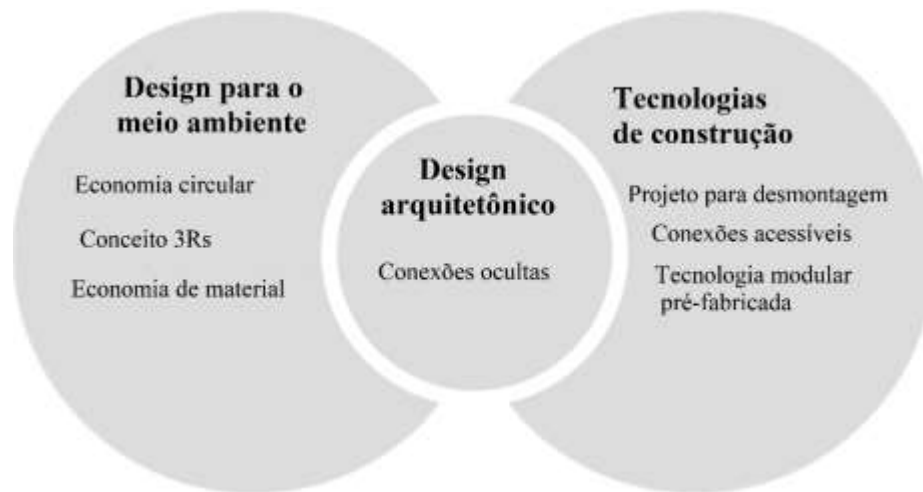 Design para o
meio ambiente
Economia circular
Conceito 3Rs
Economia de material
Design
arquitetônico
Conexões ocultas
Tecnologias
de construção
Projeto para desmontagem
Conexões acessíveis
Tecnologia modular
pré-fabricada